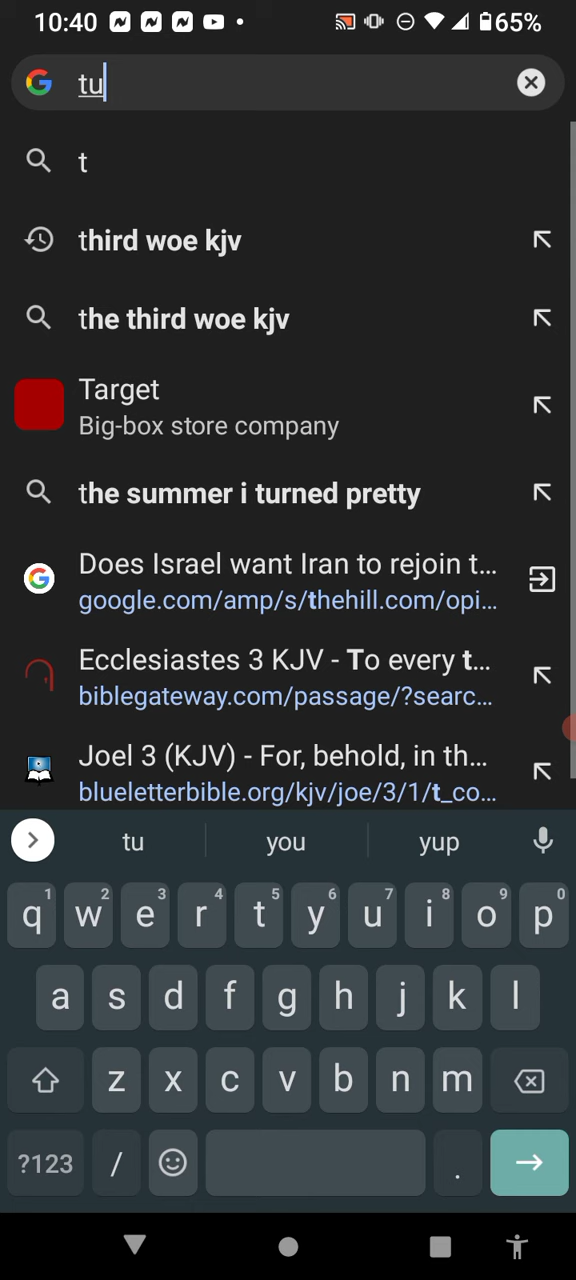 10:40
65%
tu
t
third woe kjv
the third woe kjv
Target
Big-box store company
the summer i turned pretty
Does Israel want Iran to rejoin t...
google.com/amp/s/thehill.com/opi...
Ecclesiastes 3 KJV - To every t...
biblegateway.com/passage/?searc...
Joel 3 (KJV) - For, behold, in th...
blueletterbible.org/kjv/joe/3/1/t_co...
tu you yup
1 2 3 4 5 6 7 8 9 0
q w e r t y u i o p
a s d f g h j k l
z x c v b n m
?123 / .